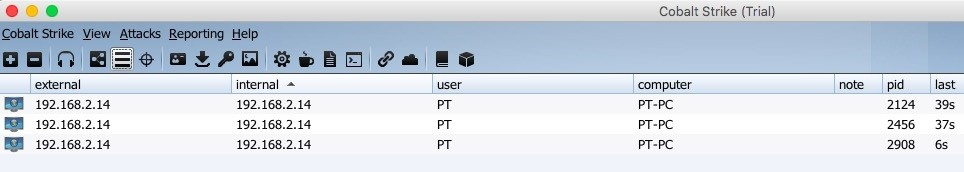 Cobalt Strike (Trial)
Cobalt Strike View Attacks Reporting Help
external internal user computer note pid last
192.168.2.14 192.168.2.14 PT PT-PC 2124 39s
192.168.2.14 192.168.2.14 PT PT-PC 2456 37s
192.168.2.14 192.168.2.14 PT PT-PC 2908 6s